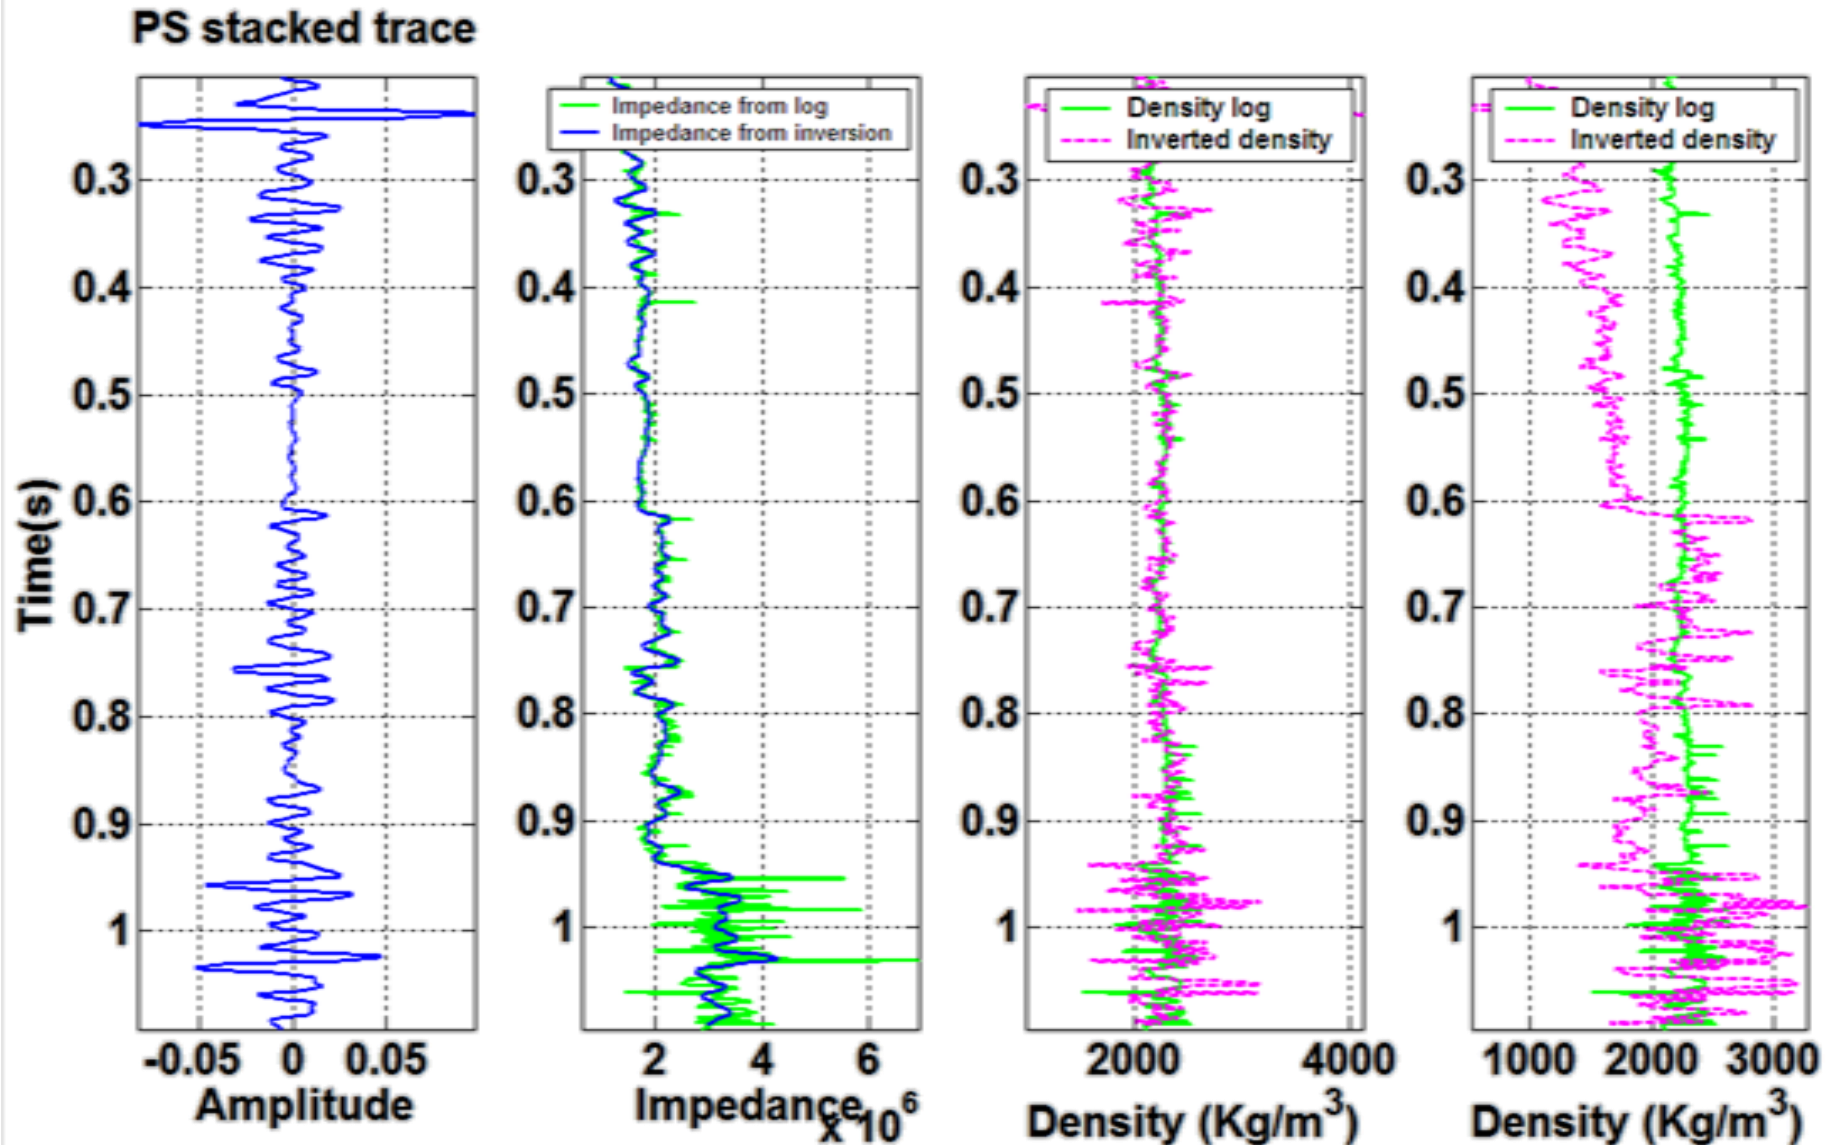 PS stacked trace
Time(s)
0.3
0.4
0.5
0.6
0.7
0.8
0.9
1
-0.05 0 0.05
Amplitude
Impedance from log
Impedance from inversion
0.3
0.4
0.5
0.6
0.7
0.8
0.9
1
2 4 6
Impedance
x 10⁶
Density log
Inverted density
0.3
0.4
0.5
0.6
0.7
0.8
0.9
1
2000 4000
Density (Kg/m³)
Density log
Inverted density
0.3
0.4
0.5
0.6
0.7
0.8
0.9
1
1000 2000 3000
Density (Kg/m³)